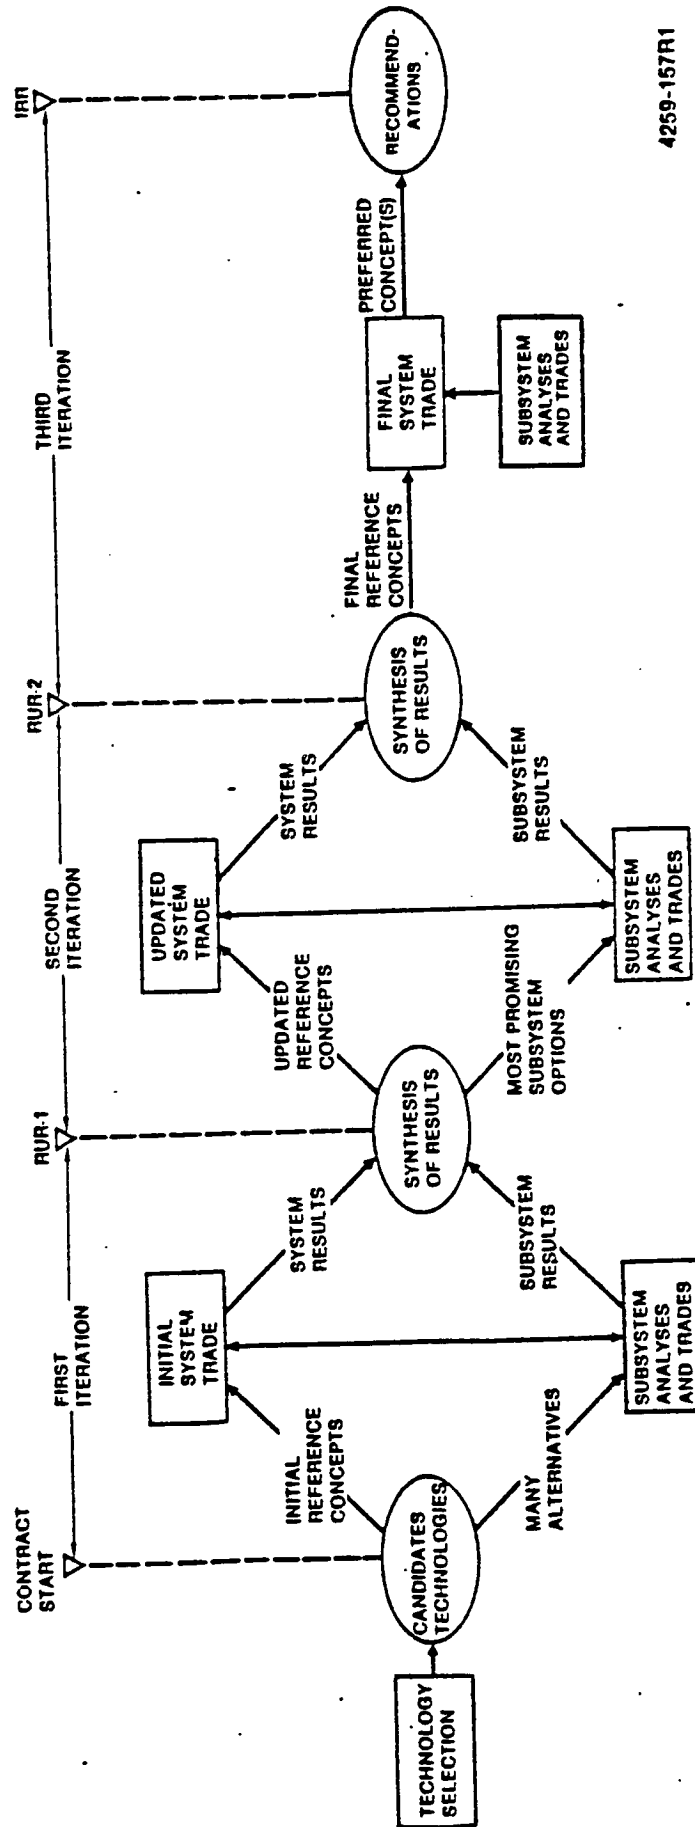 CONTRACT
START
FIRST
ITERATION
RUR-1
SECOND
ITERATION
RUR-2
THIRD
ITERATION
IRR
TECHNOLOGY
SELECTION
CANDIDATES
TECHNOLOGIES
INITIAL
REFERENCE
CONCEPTS
MANY
ALTERNATIVES
INITIAL
SYSTEM
TRADE
SUBSYSTEM
ANALYSES
AND TRADES
SYSTEM
RESULTS
SUBSYSTEM
RESULTS
SYNTHESIS
OF RESULTS
UPDATED
REFERENCE
CONCEPTS
MOST PROMISING
SUBSYSTEM
OPTIONS
UPDATED
SYSTEM
TRADE
SUBSYSTEM
ANALYSES
AND TRADES
SYSTEM
RESULTS
SUBSYSTEM
RESULTS
SYNTHESIS
OF RESULTS
FINAL
REFERENCE
CONCEPTS
FINAL
SYSTEM
TRADE
SUBSYSTEM
ANALYSES
AND TRADES
PREFERRED
CONCEPT(S)
RECOMMEND-
ATIONS
4259-157R1